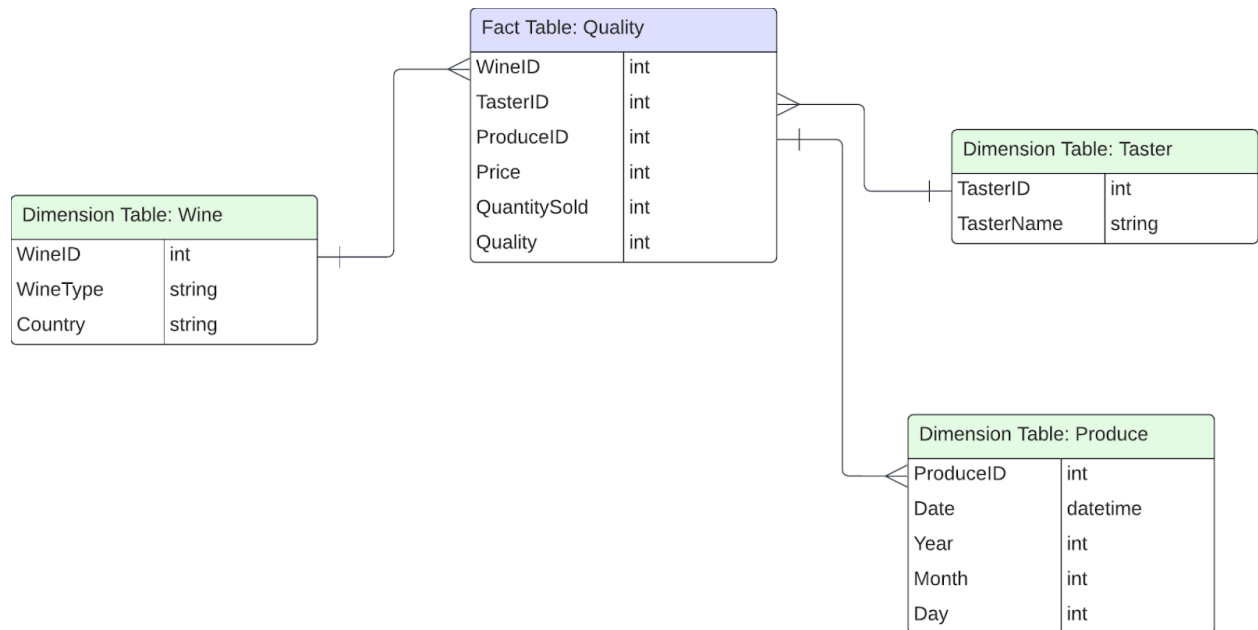 Fact Table: Quality
WineID int
TasterID int
ProduceID int
Price int
QuantitySold int
Quality int
Dimension Table: Taster
TasterID int
TasterName string
Dimension Table: Wine
WineID int
WineType string
Country string
Dimension Table: Produce
ProduceID int
Date datetime
Year int
Month int
Day int